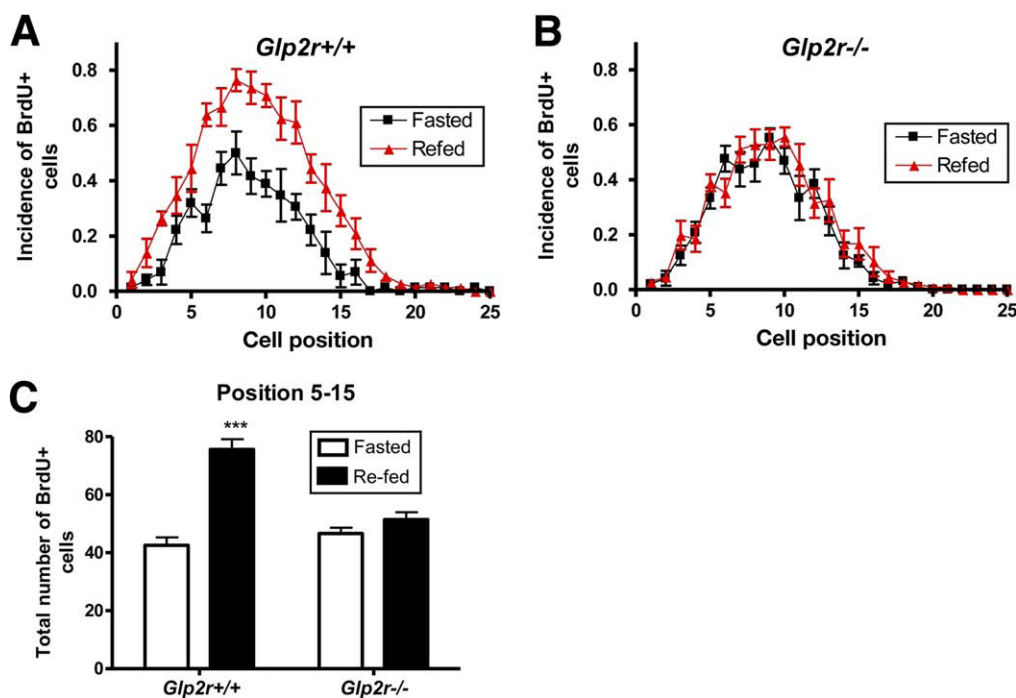 A
Glp2r+/+
Incidence of BrdU+
cells
0.8
0.6
0.4
0.2
0.0
Fasted
Refed
0
5
10
15
20
25
Cell position
B
Glp2r-/-
Incidence of BrdU+
cells
0.8
0.6
0.4
0.2
0.0
Fasted
Refed
0
5
10
15
20
25
Cell position
C
Position 5-15
Total number of BrdU+
cells
80
60
40
20
0
***
Fasted
Re-fed
Glp2r+/+
Glp2r-/-